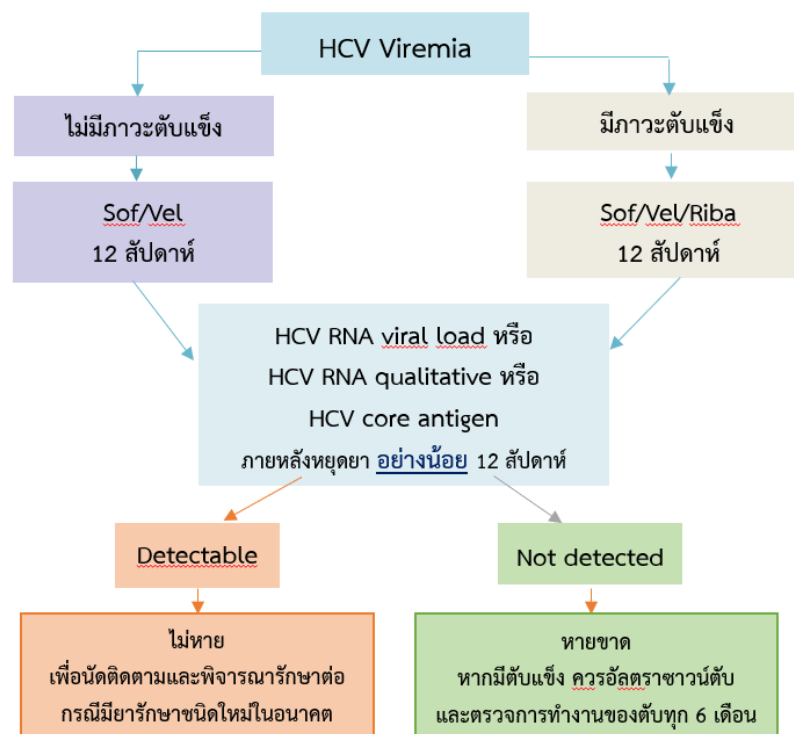 HCV Viremia
ไม่มีภาวะตับแข็ง
มีภาวะตับแข็ง
Sof/Vel
12 สัปดาห์
Sof/Vel/Riba
12 สัปดาห์
HCV RNA viral load หรือ
HCV RNA qualitative หรือ
HCV core antigen
ภายหลังหยุดยา อย่างน้อย 12 สัปดาห์
Detectable
Not detected
ไม่หาย
เพื่อนัดติดตามและพิจารณารักษาต่อ
กรณีมียารักษาชนิดใหม่ในอนาคต
หายขาด
หากมีตับแข็ง ควรอัลตราซาวน์ตับ
และตรวจการทำงานของตับทุก 6 เดือน